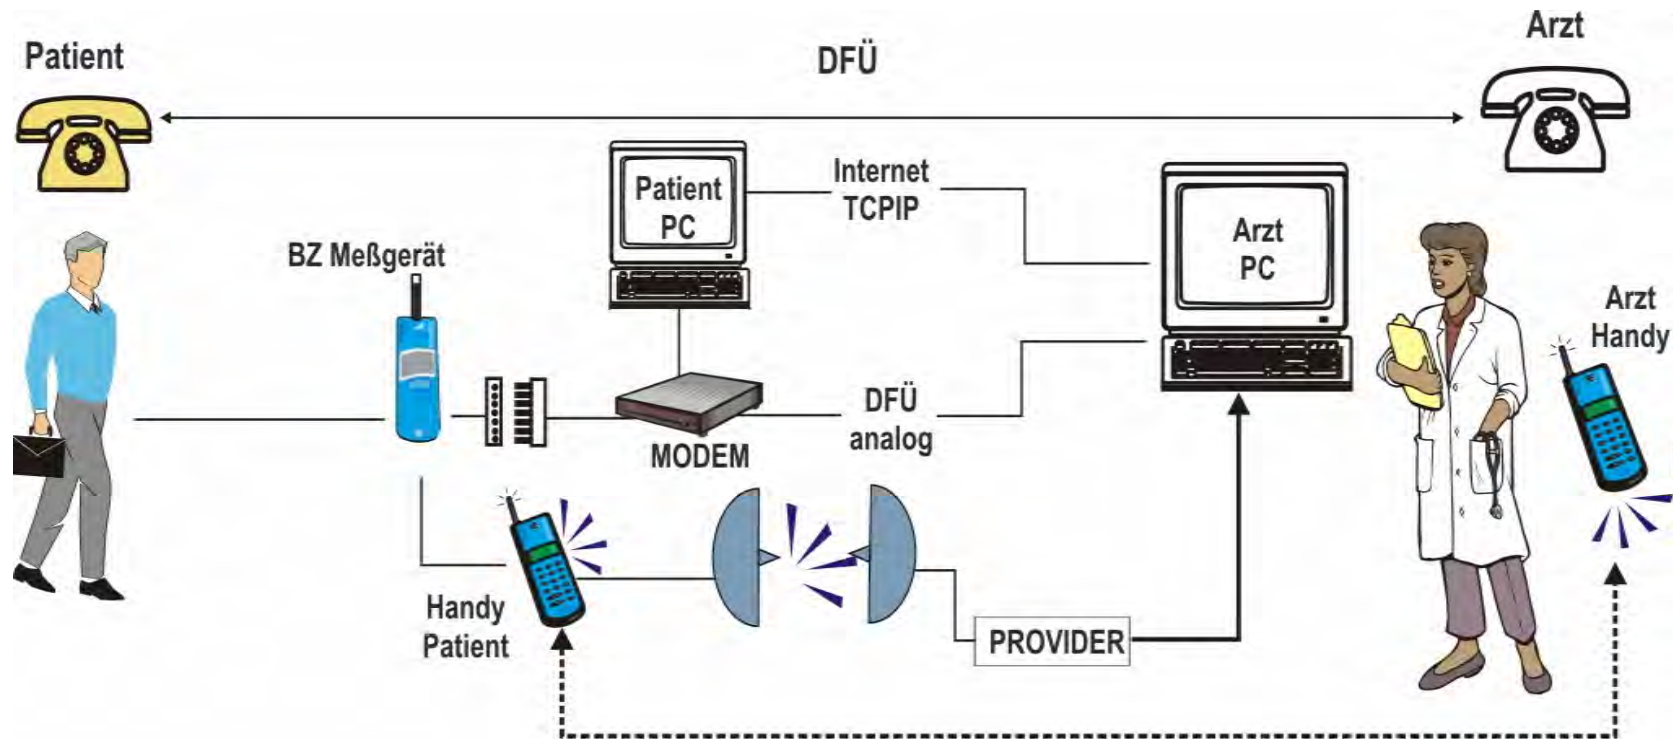 Patient
DFÜ
Arzt
Patient
PC
Internet
TCPIP
Arzt
PC
BZ Meßgerät
Arzt
Handy
MODEM
DFÜ
analog
Handy
Patient
PROVIDER